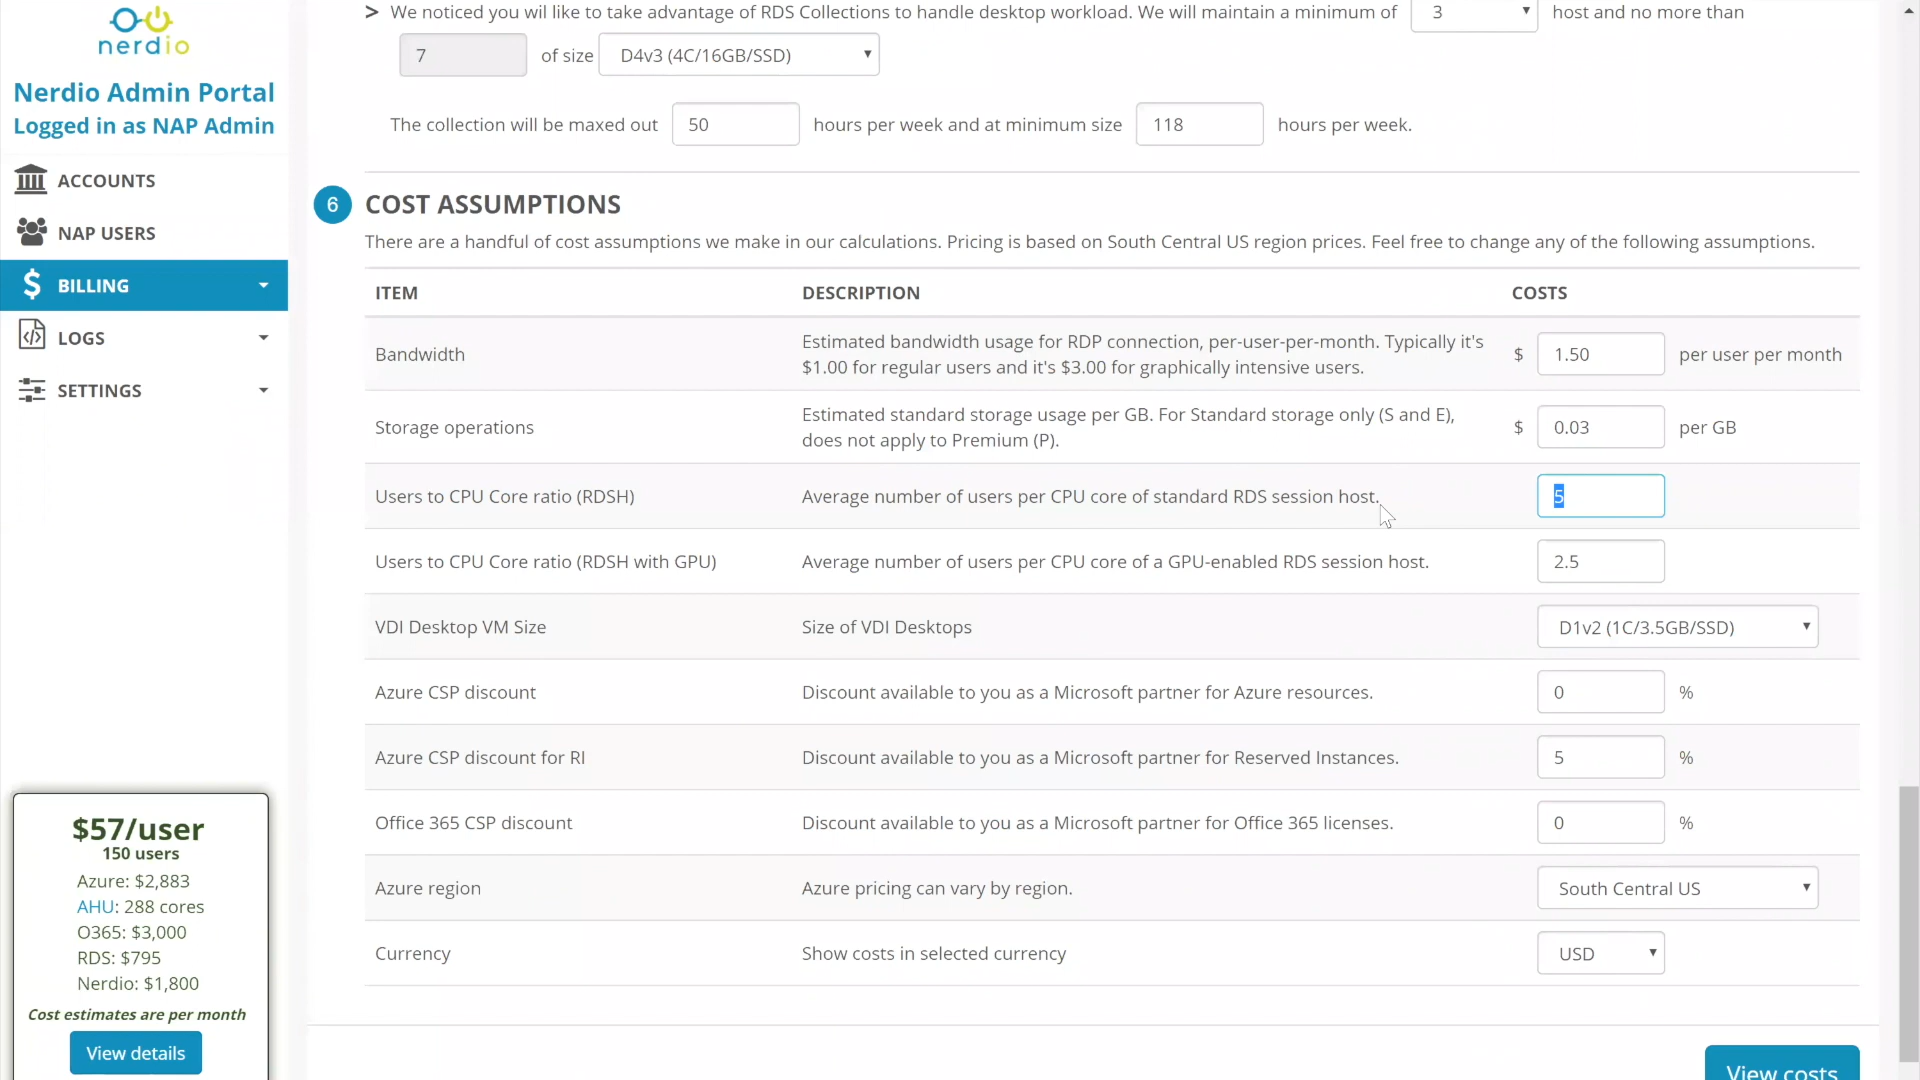 nerdio
Nerdio Admin Portal
Logged in as NAP Admin
ACCOUNTS
NAP USERS
BILLING
LOGS
SETTINGS
$57/user
150 users
Azure: $2,883
AHU: 288 cores
O365: $3,000
RDS: $795
Nerdio: $1,800
Cost estimates are per month
View details
> We noticed you wil like to take advantage of RDS Collections to handle desktop workload. We will maintain a minimum of 3 host and no more than
7 of size D4v3 (4C/16GB/SSD)
The collection will be maxed out 50 hours per week and at minimum size 118 hours per week.
6 COST ASSUMPTIONS
There are a handful of cost assumptions we make in our calculations. Pricing is based on South Central US region prices. Feel free to change any of the following assumptions.
ITEM DESCRIPTION COSTS
Bandwidth Estimated bandwidth usage for RDP connection, per-user-per-month. Typically it's
$1.00 for regular users and it's $3.00 for graphically intensive users. $ 1.50 per user per month
Storage operations Estimated standard storage usage per GB. For Standard storage only (S and E),
does not apply to Premium (P). $ 0.03 per GB
Users to CPU Core ratio (RDSH) Average number of users per CPU core of standard RDS session host. 5
Users to CPU Core ratio (RDSH with GPU) Average number of users per CPU core of a GPU-enabled RDS session host. 2.5
VDI Desktop VM Size Size of VDI Desktops D1v2 (1C/3.5GB/SSD)
Azure CSP discount Discount available to you as a Microsoft partner for Azure resources. 0 %
Azure CSP discount for RI Discount available to you as a Microsoft partner for Reserved Instances. 5 %
Office 365 CSP discount Discount available to you as a Microsoft partner for Office 365 licenses. 0 %
Azure region Azure pricing can vary by region. South Central US
Currency Show costs in selected currency USD
View costs